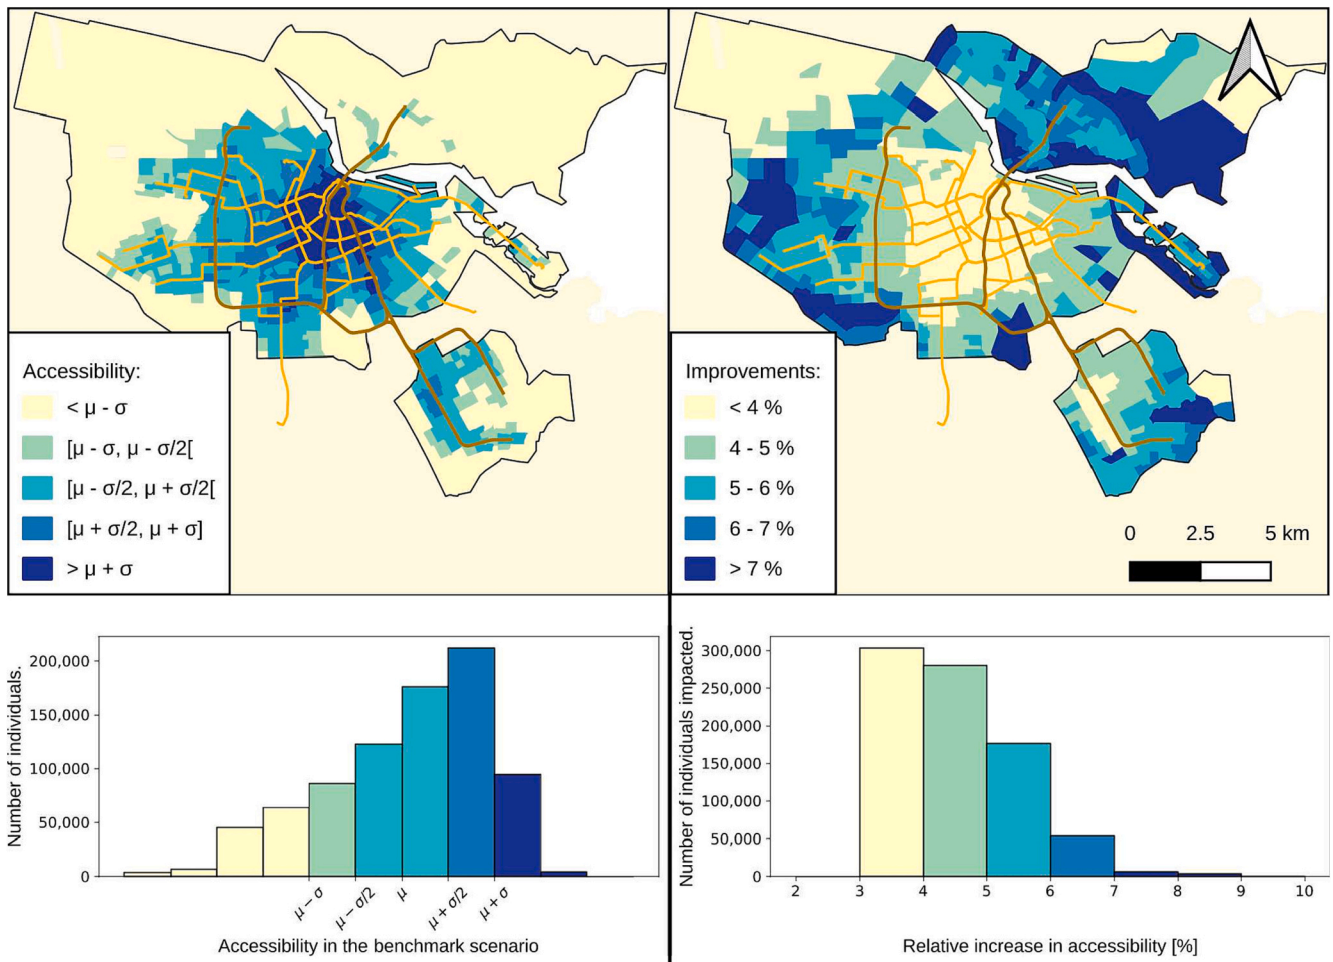 Accessibility:
< μ - σ
[μ - σ, μ - σ/2[
[μ - σ/2, μ + σ/2[
[μ + σ/2, μ + σ]
> μ + σ
Improvements:
< 4 %
4 - 5 %
5 - 6 %
6 - 7 %
> 7 %
0 2.5 5 km
Number of individuals.
200,000
150,000
100,000
50,000
0
μ − σ
μ − σ/2
μ
μ + σ/2
μ + σ
Accessibility in the benchmark scenario
Number of individuals impacted.
300,000
250,000
200,000
150,000
100,000
50,000
0
2 3 4 5 6 7 8 9 10
Relative increase in accessibility [%]